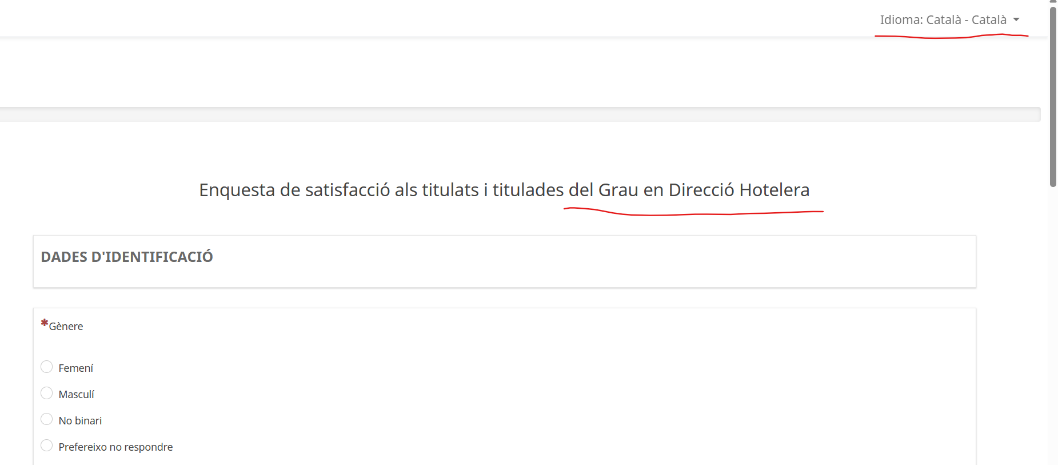 Idioma: Català - Català
Enquesta de satisfacció als titulats i titulades del Grau en Direcció Hotelera
DADES D'IDENTIFICACIÓ
*Gènere
Femení
Masculí
No binari
Prefereixo no respondre